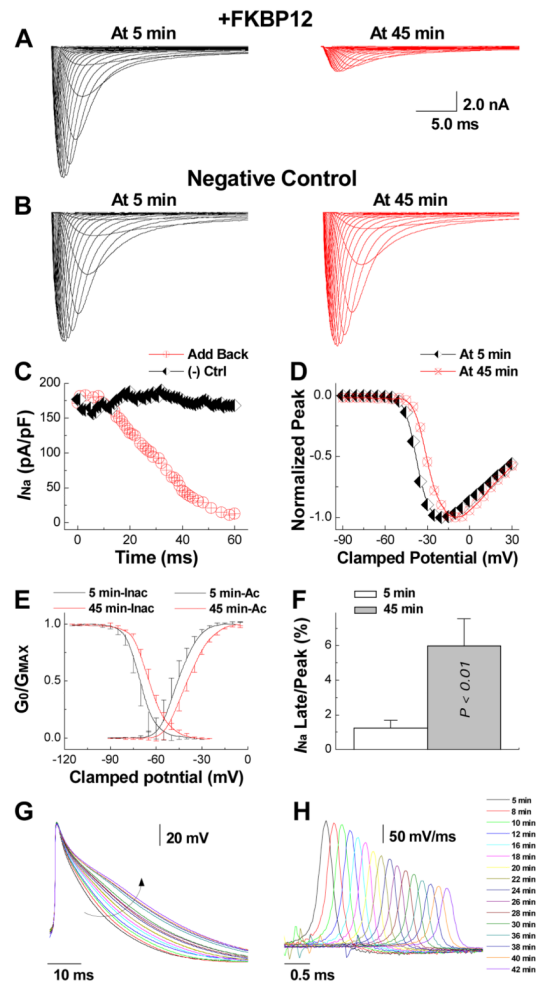 +FKBP12
A
At 5 min
At 45 min
2.0 nA
5.0 ms
Negative Control
B
At 5 min
At 45 min
C
Add Back
(-) Ctrl
INa (pA/pF)
200
150
100
50
0
0 20 40 60
Time (ms)
D
At 5 min
At 45 min
Normalized Peak
0.0
-0.5
-1.0
-90 -60 -30 0 30
Clamped Potential (mV)
E
5 min-Inac
5 min-Ac
45 min-Inac
45 min-Ac
G0/GMAX
1.0
0.5
0.0
-120 -90 -60 -30 0
Clamped potntial (mV)
F
5 min
45 min
INa Late/Peak (%)
6
4
2
0
P < 0.01
G
20 mV
10 ms
H
50 mV/ms
0.5 ms
5 min
8 min
10 min
12 min
16 min
18 min
20 min
22 min
24 min
26 min
28 min
30 min
36 min
38 min
40 min
42 min